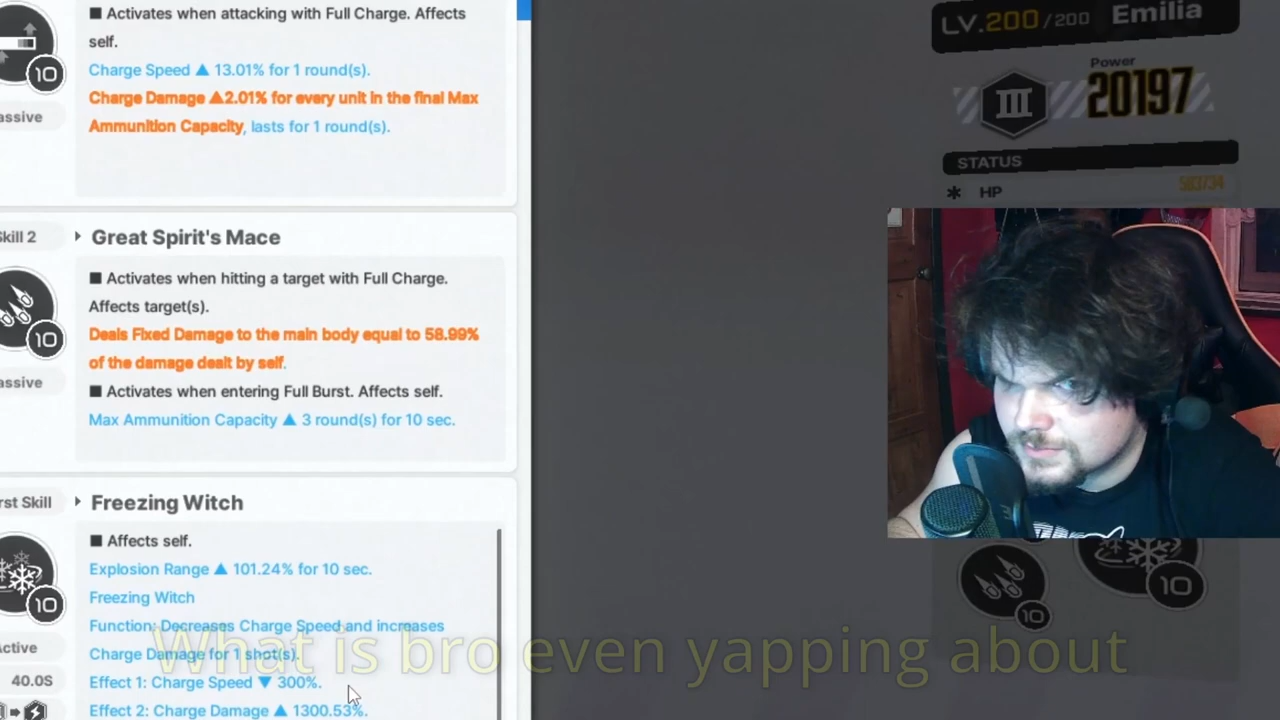 ■ Activates when attacking with Full Charge. Affects
self.
Charge Speed ▲ 13.01% for 1 round(s).
Charge Damage ▲2.01% for every unit in the final Max
Ammunition Capacity, lasts for 1 round(s).
10
assive
Skill 2
Great Spirit's Mace
■ Activates when hitting a target with Full Charge.
Affects target(s).
Deals Fixed Damage to the main body equal to 58.99%
of the damage dealt by self.
■ Activates when entering Full Burst. Affects self.
Max Ammunition Capacity ▲ 3 round(s) for 10 sec.
10
assive
rst Skill
Freezing Witch
■ Affects self.
Explosion Range ▲ 101.24% for 10 sec.
Freezing Witch
Function: Decreases Charge Speed and increases
Charge Damage for 1 shot(s).
Effect 1: Charge Speed ▼ 300%.
Effect 2: Charge Damage ▲ 1300.53%.
10
Active
40.0S
LV.200/200 Emilia
Power
20197
III
STATUS
HP
583734
10
10
What is bro even yapping about